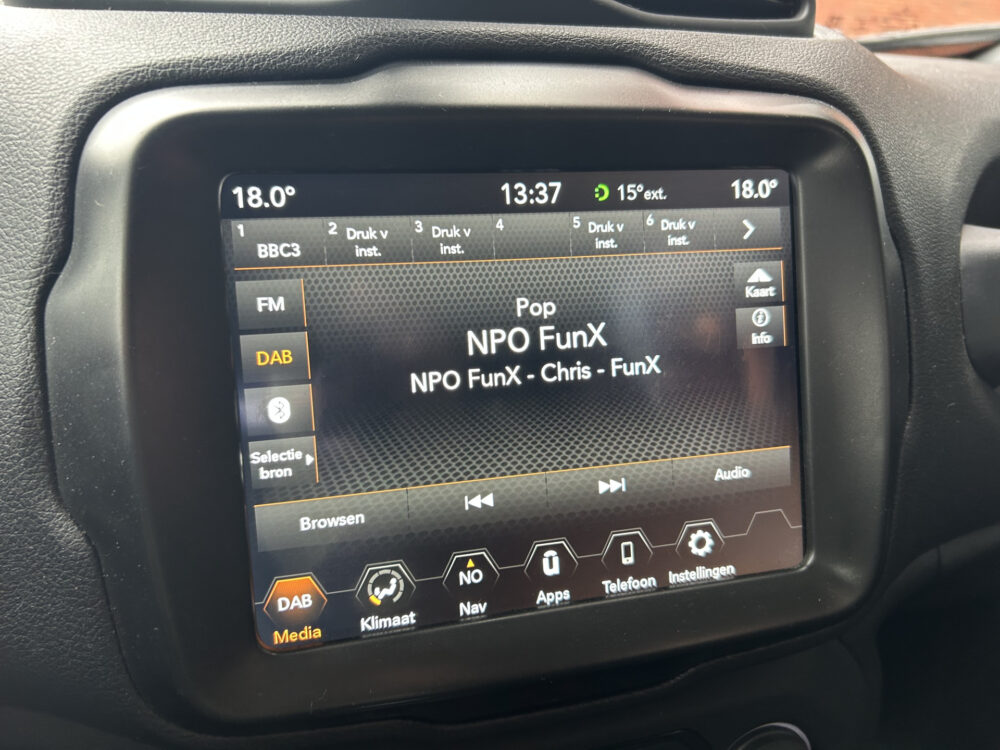 18.0° 13:37 15°ext. 18.0°
1 BBC3
2 Druk v
inst.
3 Druk v
inst.
4
5 Druk v
inst.
6 Druk v
inst.
FM
DAB
Selectie
bron
Pop
NPO FunX
NPO FunX - Chris - FunX
Kaart
Info
Browsen
Audio
DAB
Media
Klimaat
NO
Nav
Apps
Telefoon
Instellingen